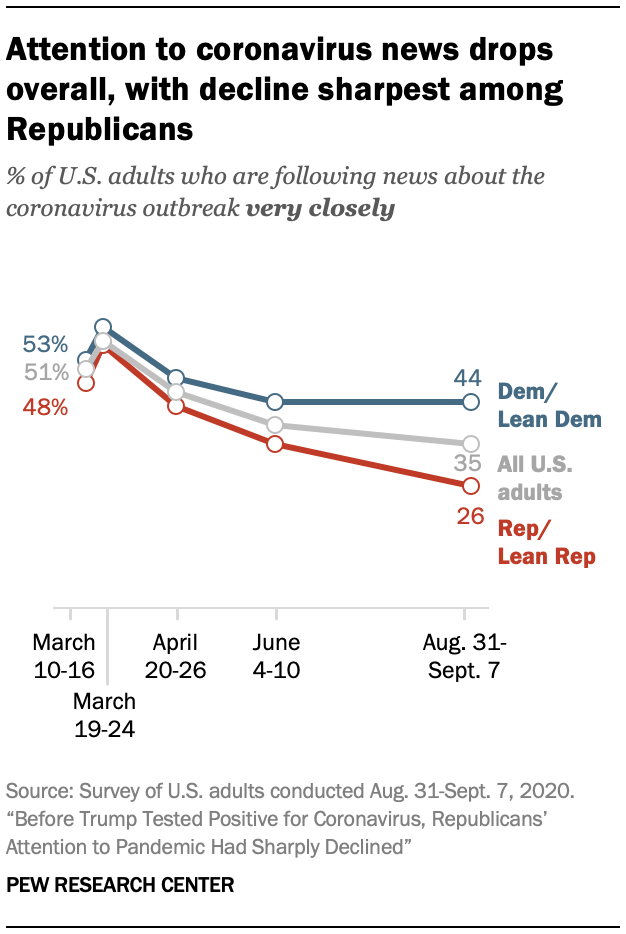 Attention to coronavirus news drops
overall, with decline sharpest among
Republicans
% of U.S. adults who are following news about the
coronavirus outbreak very closely
53%
51%
48%
44
Dem/
Lean Dem
35
All U.S.
adults
26
Rep/
Lean Rep
March
10-16
March
19-24
April
20-26
June
4-10
Aug. 31-
Sept. 7
Source: Survey of U.S. adults conducted Aug. 31-Sept. 7, 2020.
“Before Trump Tested Positive for Coronavirus, Republicans’
Attention to Pandemic Had Sharply Declined”
PEW RESEARCH CENTER